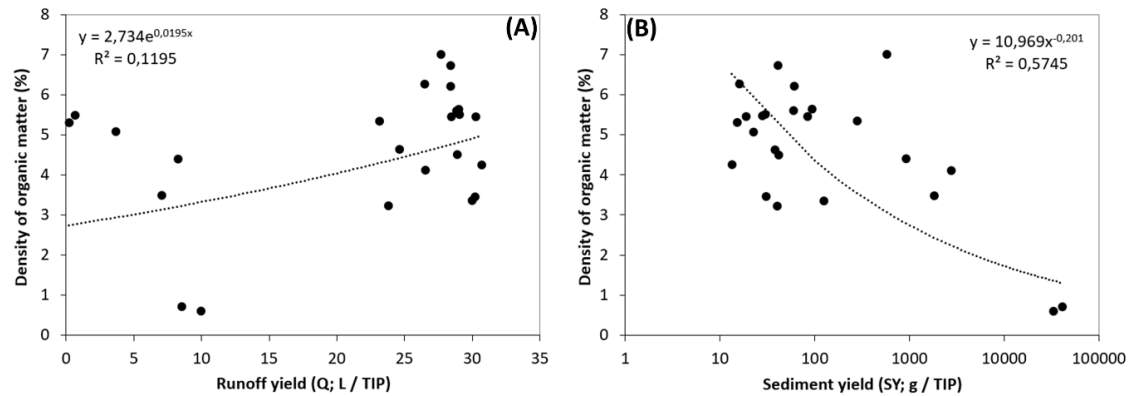 (A)
y = 2,734e^0,0195x
R² = 0,1195
Density of organic matter (%)
8
7
6
5
4
3
2
1
0
0 5 10 15 20 25 30 35
Runoff yield (Q; L / TIP)
(B)
y = 10,969x^-0,201
R² = 0,5745
Density of organic matter (%)
8
7
6
5
4
3
2
1
0
1 10 100 1000 10000 100000
Sediment yield (SY; g / TIP)